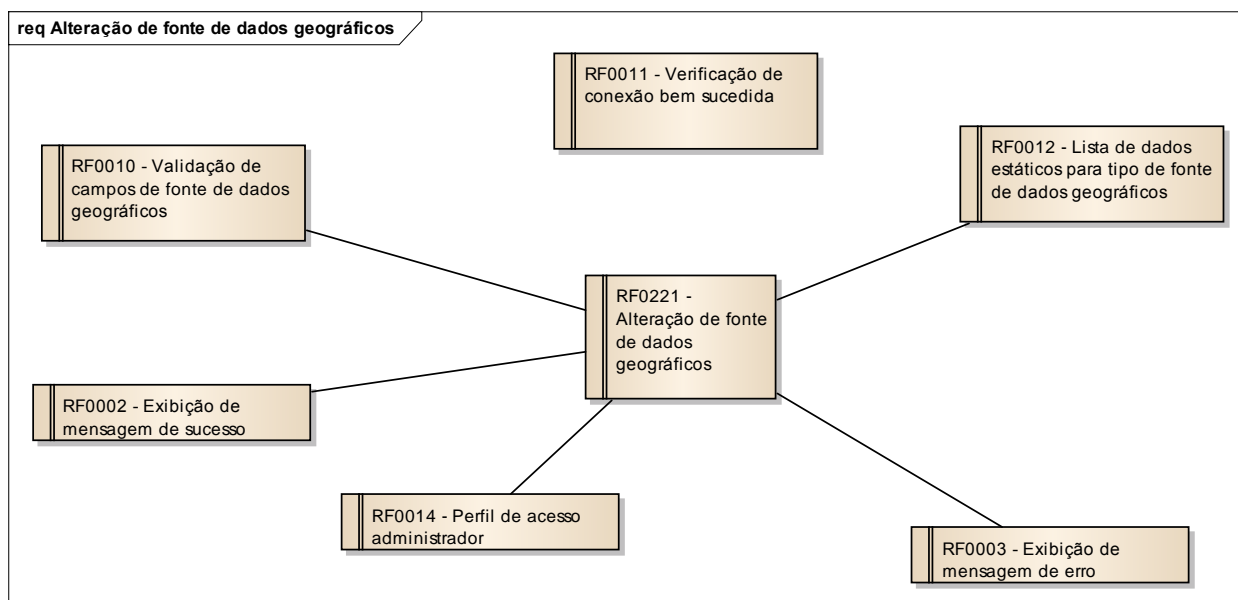 req Alteração de fonte de dados geográficos
RF0011 - Verificação de
conexão bem sucedida
RF0010 - Validação de
campos de fonte de dados
geográficos
RF0012 - Lista de dados
estáticos para tipo de fonte
de dados geográficos
RF0221 -
Alteração de fonte
de dados
geográficos
RF0002 - Exibição de
mensagem de sucesso
RF0014 - Perfil de acesso
administrador
RF0003 - Exibição de
mensagem de erro